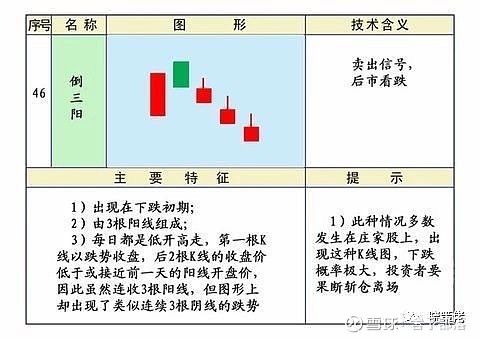 序号 名称 图形 技术含义
46
倒
三
阳
卖出信号,
后市看跌
主要特征 提示
1)出现在下跌初期;
2)由3根阳线组成;
3)每日都是低开高走,第一根K
线以跌势收盘,后2根K线的收盘价
低于或接近前一天的阳线开盘价,
因此虽然连收3根阳线,但图形上
却出现了类似连续3根阴线的跌势
1)此种情况多数
发生在庄家股上,出
现这种K线图,下跌
概率极大,投资者要
果断斩仓离场
雪球